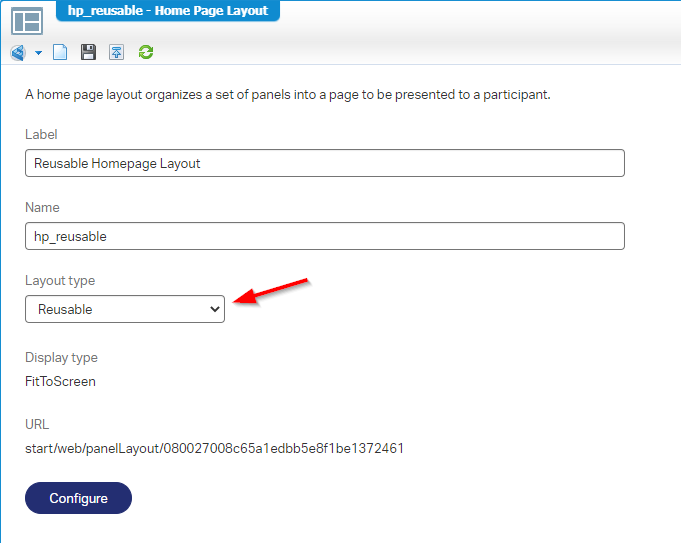 hp_reusable - Home Page Layout
A home page layout organizes a set of panels into a page to be presented to a participant.
Label
Reusable Homepage Layout
Name
hp_reusable
Layout type
Reusable
Display type
FitToScreen
URL
start/web/panelLayout/080027008c65a1edbb5e8f1be1372461
Configure